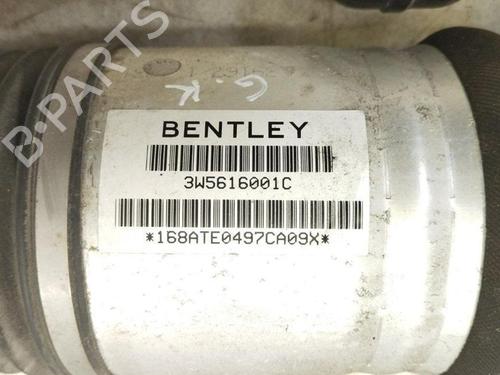 G.K
BENTLEY
3W5616001C
*168ATE0497CA09X*
B-PARTS